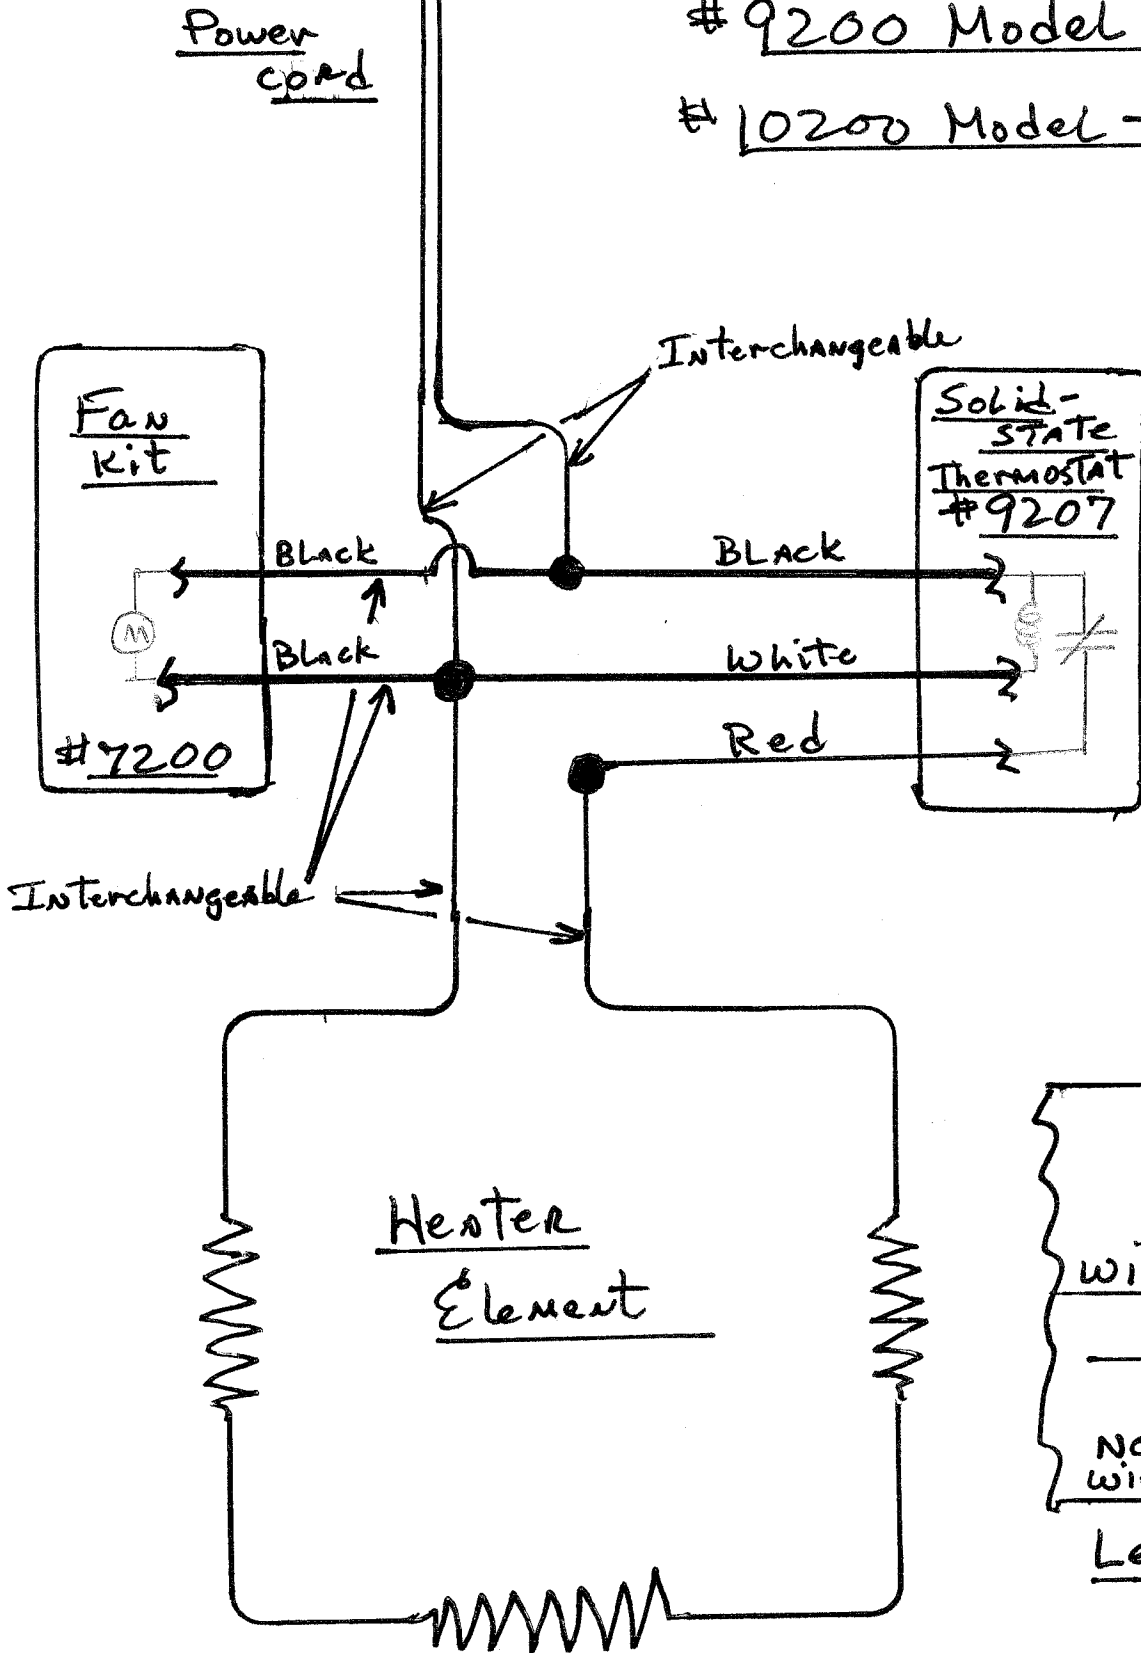 Power
cord
#9200 Model
#10200 Model -
Interchangeable
Fan
Kit
Solid-
STATE
ThermostaT
#9207
BLAck
BLACK
M
BlAck
White
#7200
Red
InterchAngeAble
HeaTer
Element